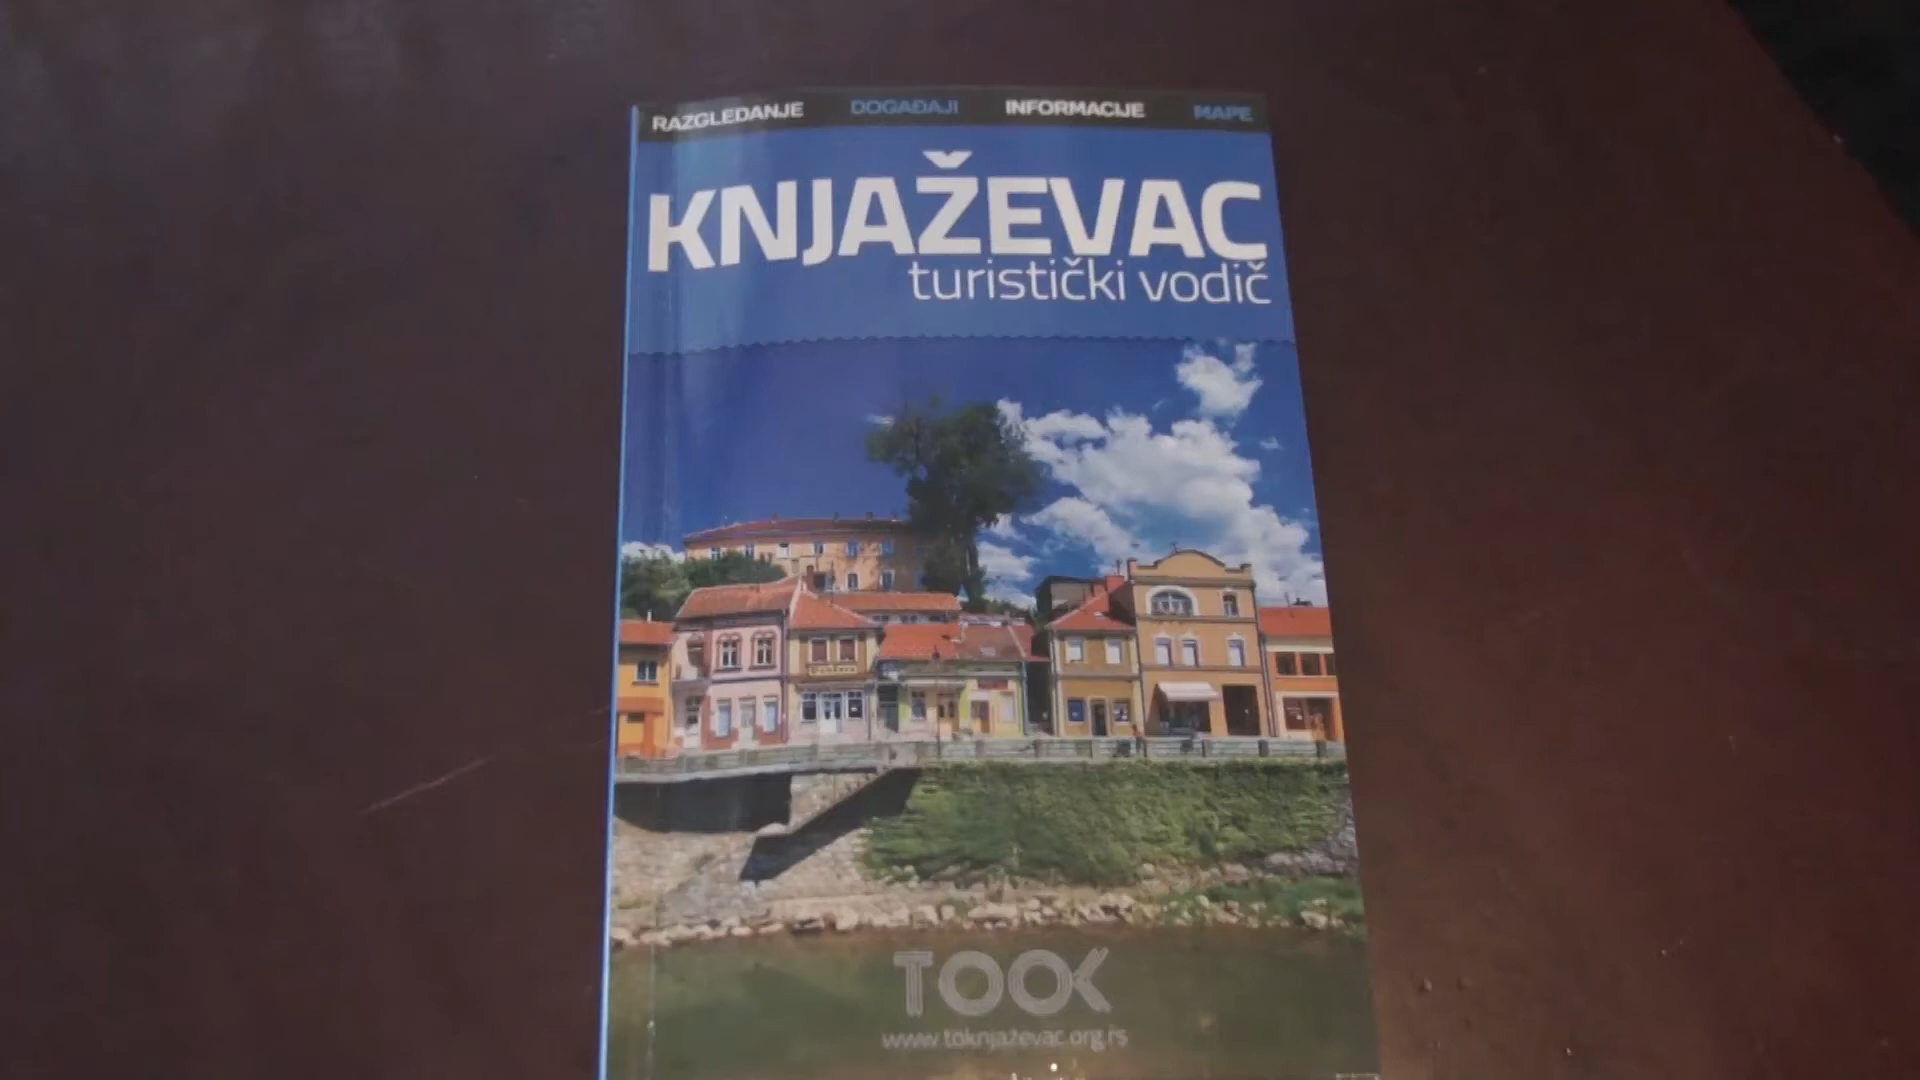 RAZGLEDANJE DOGAĐAJI INFORMACIJE MAPE
KNJAŽEVAC
turistički vodič
TOOK
www.toknjaževac.org.rs